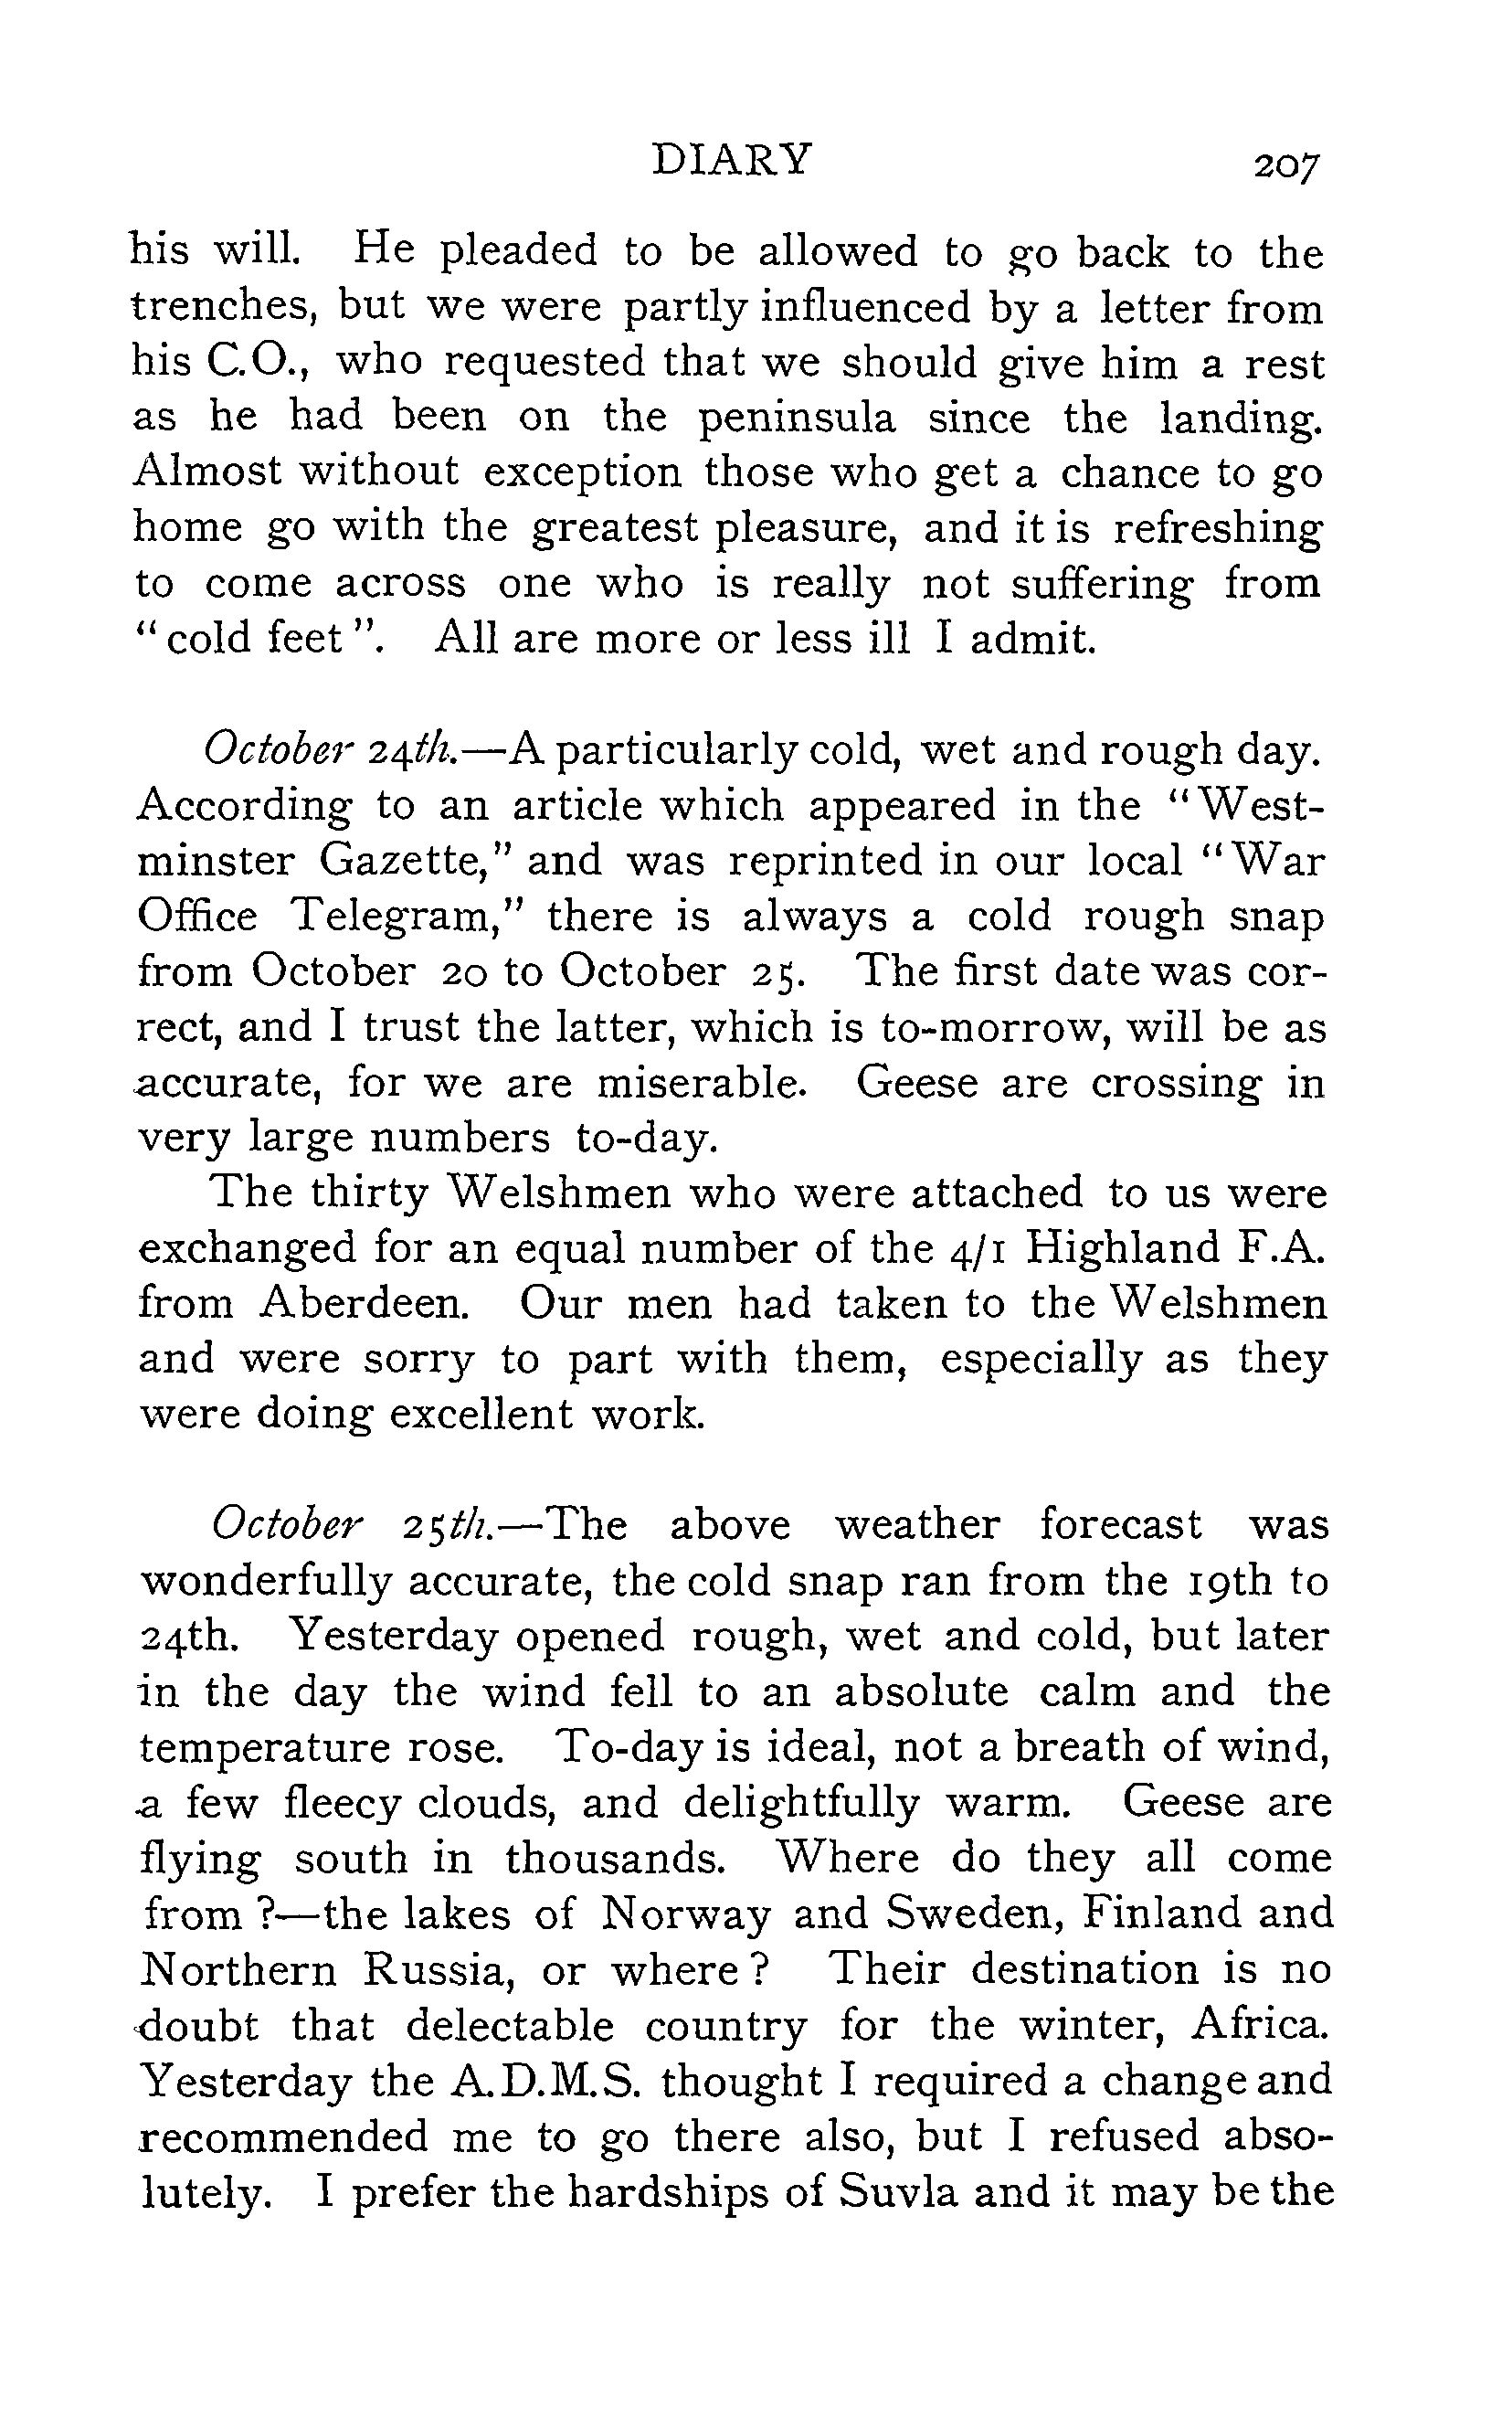 DIARY 207
his will. He pleaded to be allowed to go back to the
trenches, but we were partly influenced by a letter from
his C.O., who requested that we should give him a rest
as he had been on the peninsula since the landing.
Almost without exception those who get a chance to go
home go with the greatest pleasure, and it is refreshing
to come across one who is really not suffering from
“cold feet”. All are more or less ill I admit.
October 24th.—A particularly cold, wet and rough day.
According to an article which appeared in the “West-
minster Gazette,” and was reprinted in our local “War
Office Telegram,” there is always a cold rough snap
from October 20 to October 25. The first date was cor-
rect, and I trust the latter, which is to-morrow, will be as
accurate, for we are miserable. Geese are crossing in
very large numbers to-day.
The thirty Welshmen who were attached to us were
exchanged for an equal number of the 4/1 Highland F.A.
from Aberdeen. Our men had taken to the Welshmen
and were sorry to part with them, especially as they
were doing excellent work.
October 25th.—The above weather forecast was
wonderfully accurate, the cold snap ran from the 19th to
24th. Yesterday opened rough, wet and cold, but later
in the day the wind fell to an absolute calm and the
temperature rose. To-day is ideal, not a breath of wind,
a few fleecy clouds, and delightfully warm. Geese are
flying south in thousands. Where do they all come
from?—the lakes of Norway and Sweden, Finland and
Northern Russia, or where? Their destination is no
doubt that delectable country for the winter, Africa.
Yesterday the A.D.M.S. thought I required a change and
recommended me to go there also, but I refused abso-
lutely. I prefer the hardships of Suvla and it may be the